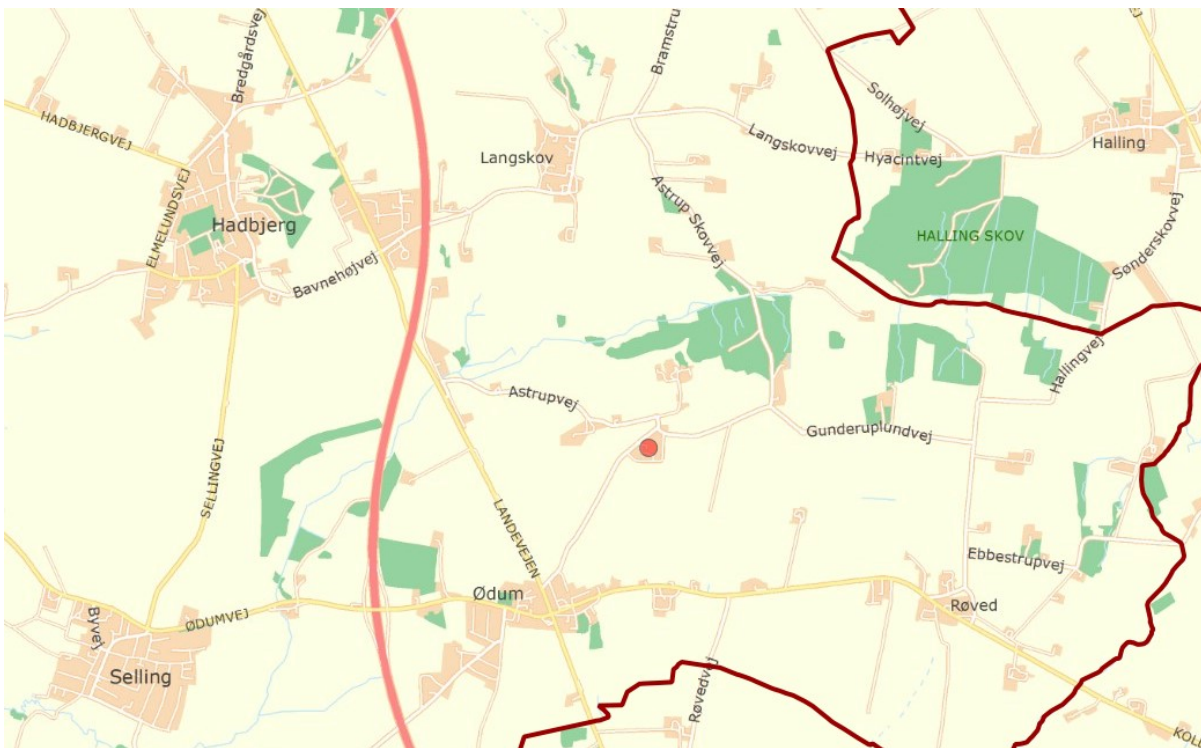 Bredgårdsvej
Bramstru
Solhøjvej
HADBJERGVEJ
Langskov
Langskovvej
Hyacintvej
Halling
ELMELUNDSVEJ
Hadbjerg
Astrup Skovvej
HALLING SKOV
Sønderskovvej
Bavnehøjvej
Hallingvej
Astrupvej
Gunderuplundvej
SELLINGVEJ
LANDEVEJEN
Ebbestrupvej
Ødum
Røved
ØDUMVEJ
Byvej
Selling
Røvedvej
KOL